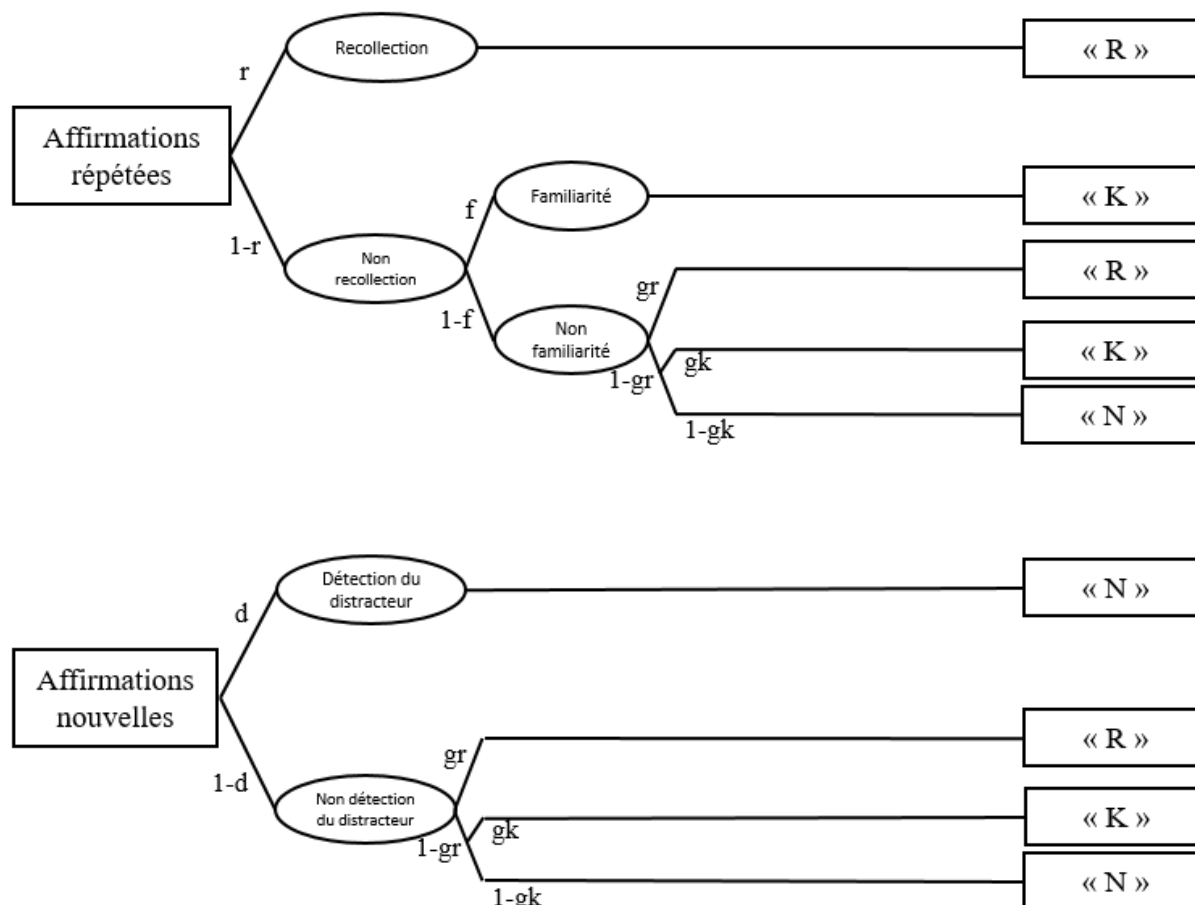 Recollection
« R »
r
Affirmations
répétées
Familiarité
« K »
f
1-r
Non
recollection
« R »
gr
1-f
Non
familiarité
« K »
gk
1-gr
« N »
1-gk
Détection du
distracteur
« N »
d
Affirmations
nouvelles
« R »
gr
1-d
Non détection
du distracteur
« K »
gk
1-gr
« N »
1-gk